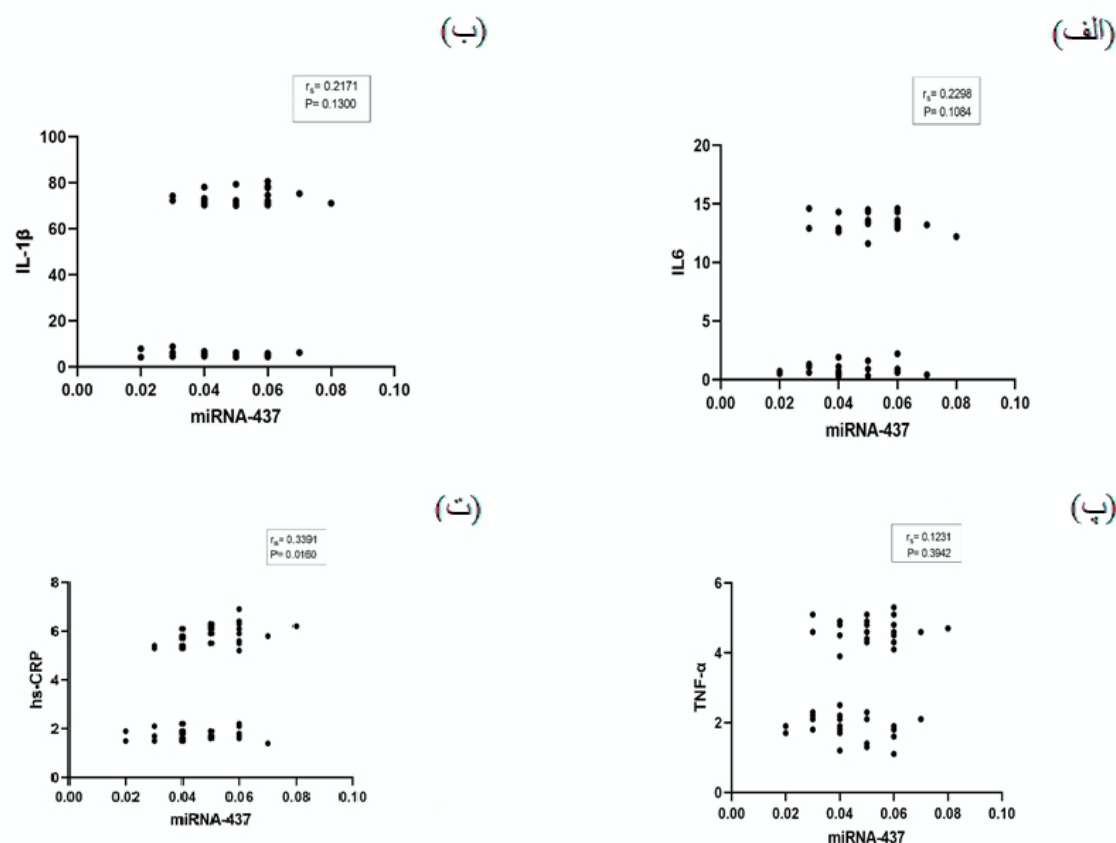 (الف)
rs= 0.2298
P= 0.1084
20
15
10
5
0
IL6
0.00 0.02 0.04 0.06 0.08 0.10
miRNA-437
(ب)
rs= 0.2171
P= 0.1300
100
80
60
40
20
0
IL-1β
0.00 0.02 0.04 0.06 0.08 0.10
miRNA-437
(پ)
rs= 0.1231
P= 0.3942
6
4
2
0
TNF-α
0.00 0.02 0.04 0.06 0.08 0.10
miRNA-437
(ت)
rs= 0.3391
P= 0.0160
8
6
4
2
0
hs-CRP
0.00 0.02 0.04 0.06 0.08 0.10
miRNA-437